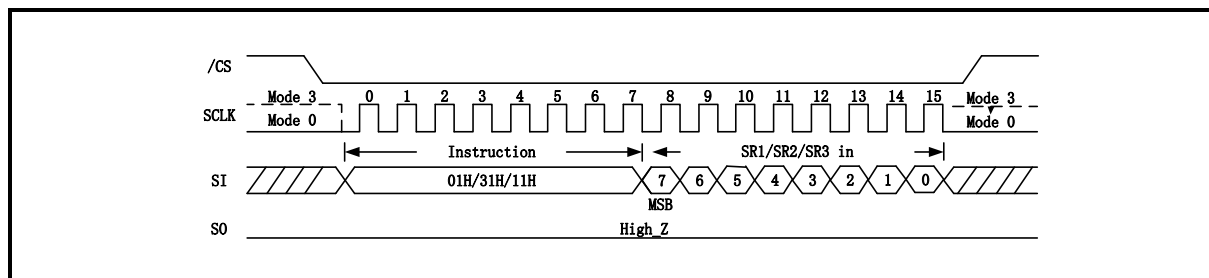 /CS
Mode 3 0 1 2 3 4 5 6 7 8 9 10 11 12 13 14 15 Mode 3
SCLK
Mode 0 Mode 0
Instruction SR1/SR2/SR3 in
SI 01H/31H/11H 7 6 5 4 3 2 1 0
MSB
SO High_Z